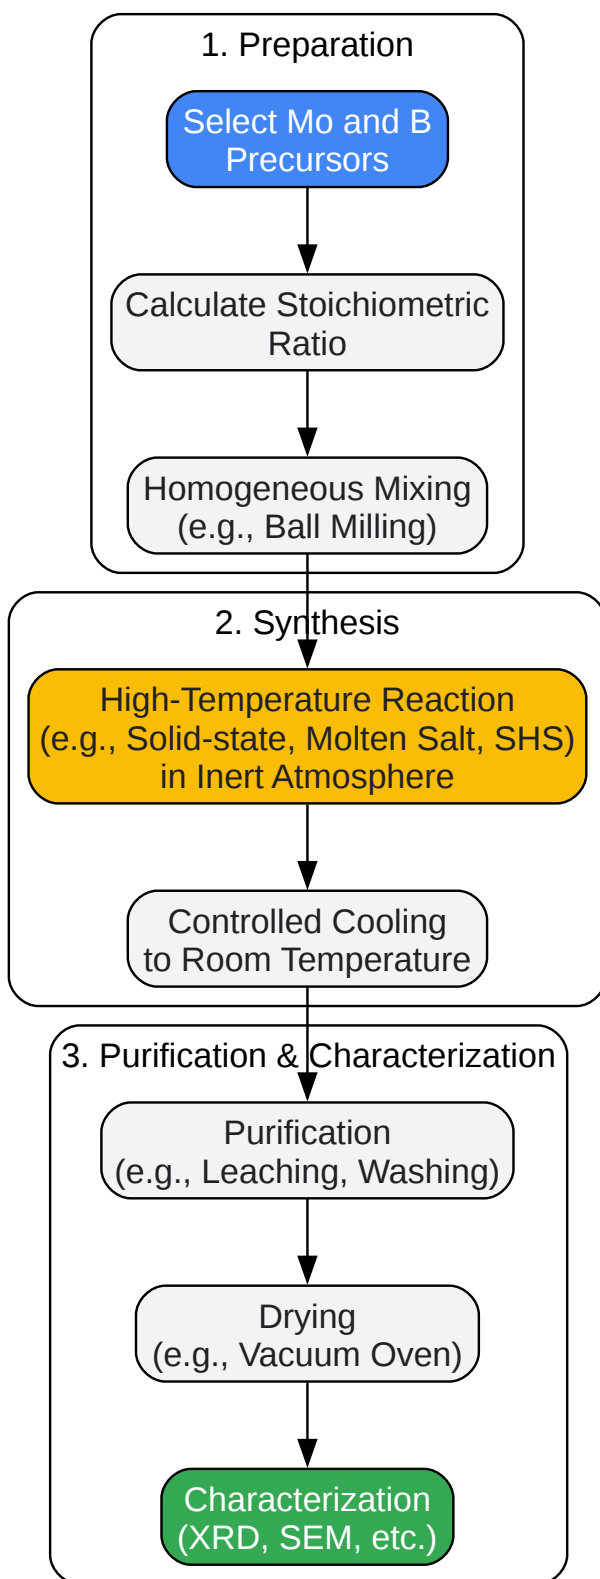 1. Preparation
Select Mo and B
Precursors
Calculate Stoichiometric
Ratio
Homogeneous Mixing
(e.g., Ball Milling)
2. Synthesis
High-Temperature Reaction
(e.g., Solid-state, Molten Salt, SHS)
in Inert Atmosphere
Controlled Cooling
to Room Temperature
3. Purification & Characterization
Purification
(e.g., Leaching, Washing)
Drying
(e.g., Vacuum Oven)
Characterization
(XRD, SEM, etc.)